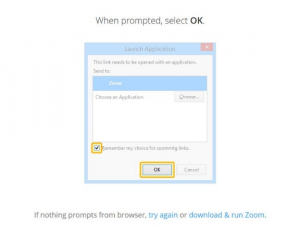 When prompted, select OK.
Launch Application
This link needs to be opened with an application.
Send to:
Zoom
Choose an Application
Choose...
Remember my choice for zoommtg links.
OK
Cancel
If nothing prompts from browser, try again or download & run Zoom.